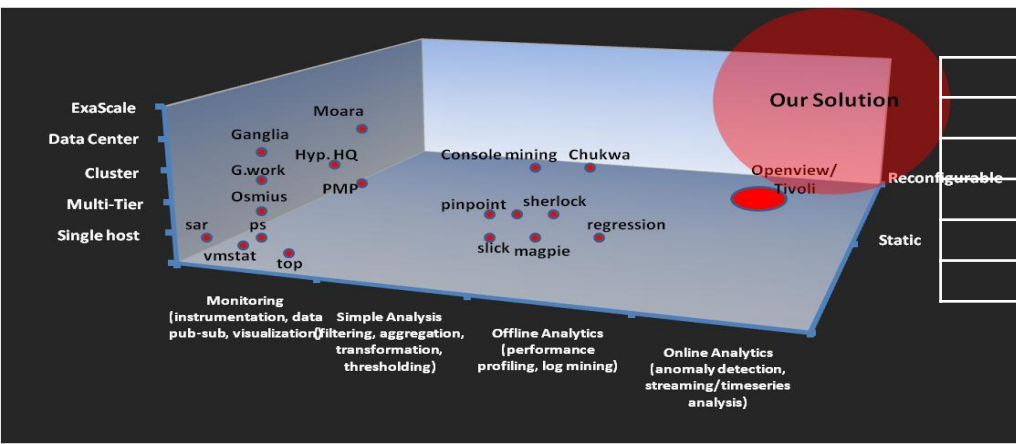 ExaScale
Data Center
Cluster
Multi-Tier
Single host
Moara
Ganglia
Hyp. HQ
G.work
PMP
Osmius
sar
ps
vmstat
top
Console mining
Chukwa
pinpoint
sherlock
regression
slick
magpie
Our Solution
Openview/
Tivoli
Reconfigurable
Static
Monitoring
(instrumentation, data
pub-sub, visualization)
Simple Analysis
(filtering, aggregation,
transformation,
thresholding)
Offline Analytics
(performance
profiling, log mining)
Online Analytics
(anomaly detection,
streaming/timeseries
analysis)